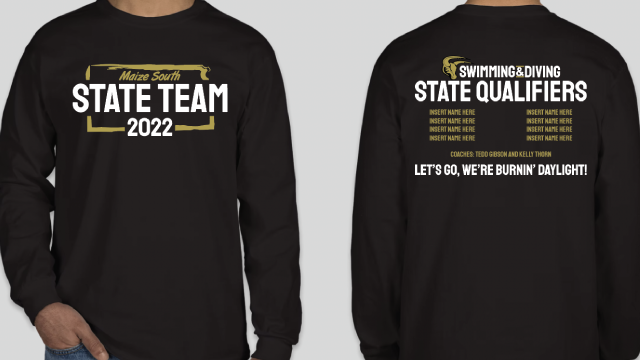 Maize South
STATE TEAM
2022
SWIMMING&DIVING
STATE QUALIFIERS
INSERT NAME HERE INSERT NAME HERE
INSERT NAME HERE INSERT NAME HERE
INSERT NAME HERE INSERT NAME HERE
INSERT NAME HERE INSERT NAME HERE
COACHES: TEDD GIBSON AND KELLY THORN
LET'S GO, WE'RE BURNIN' DAYLIGHT!